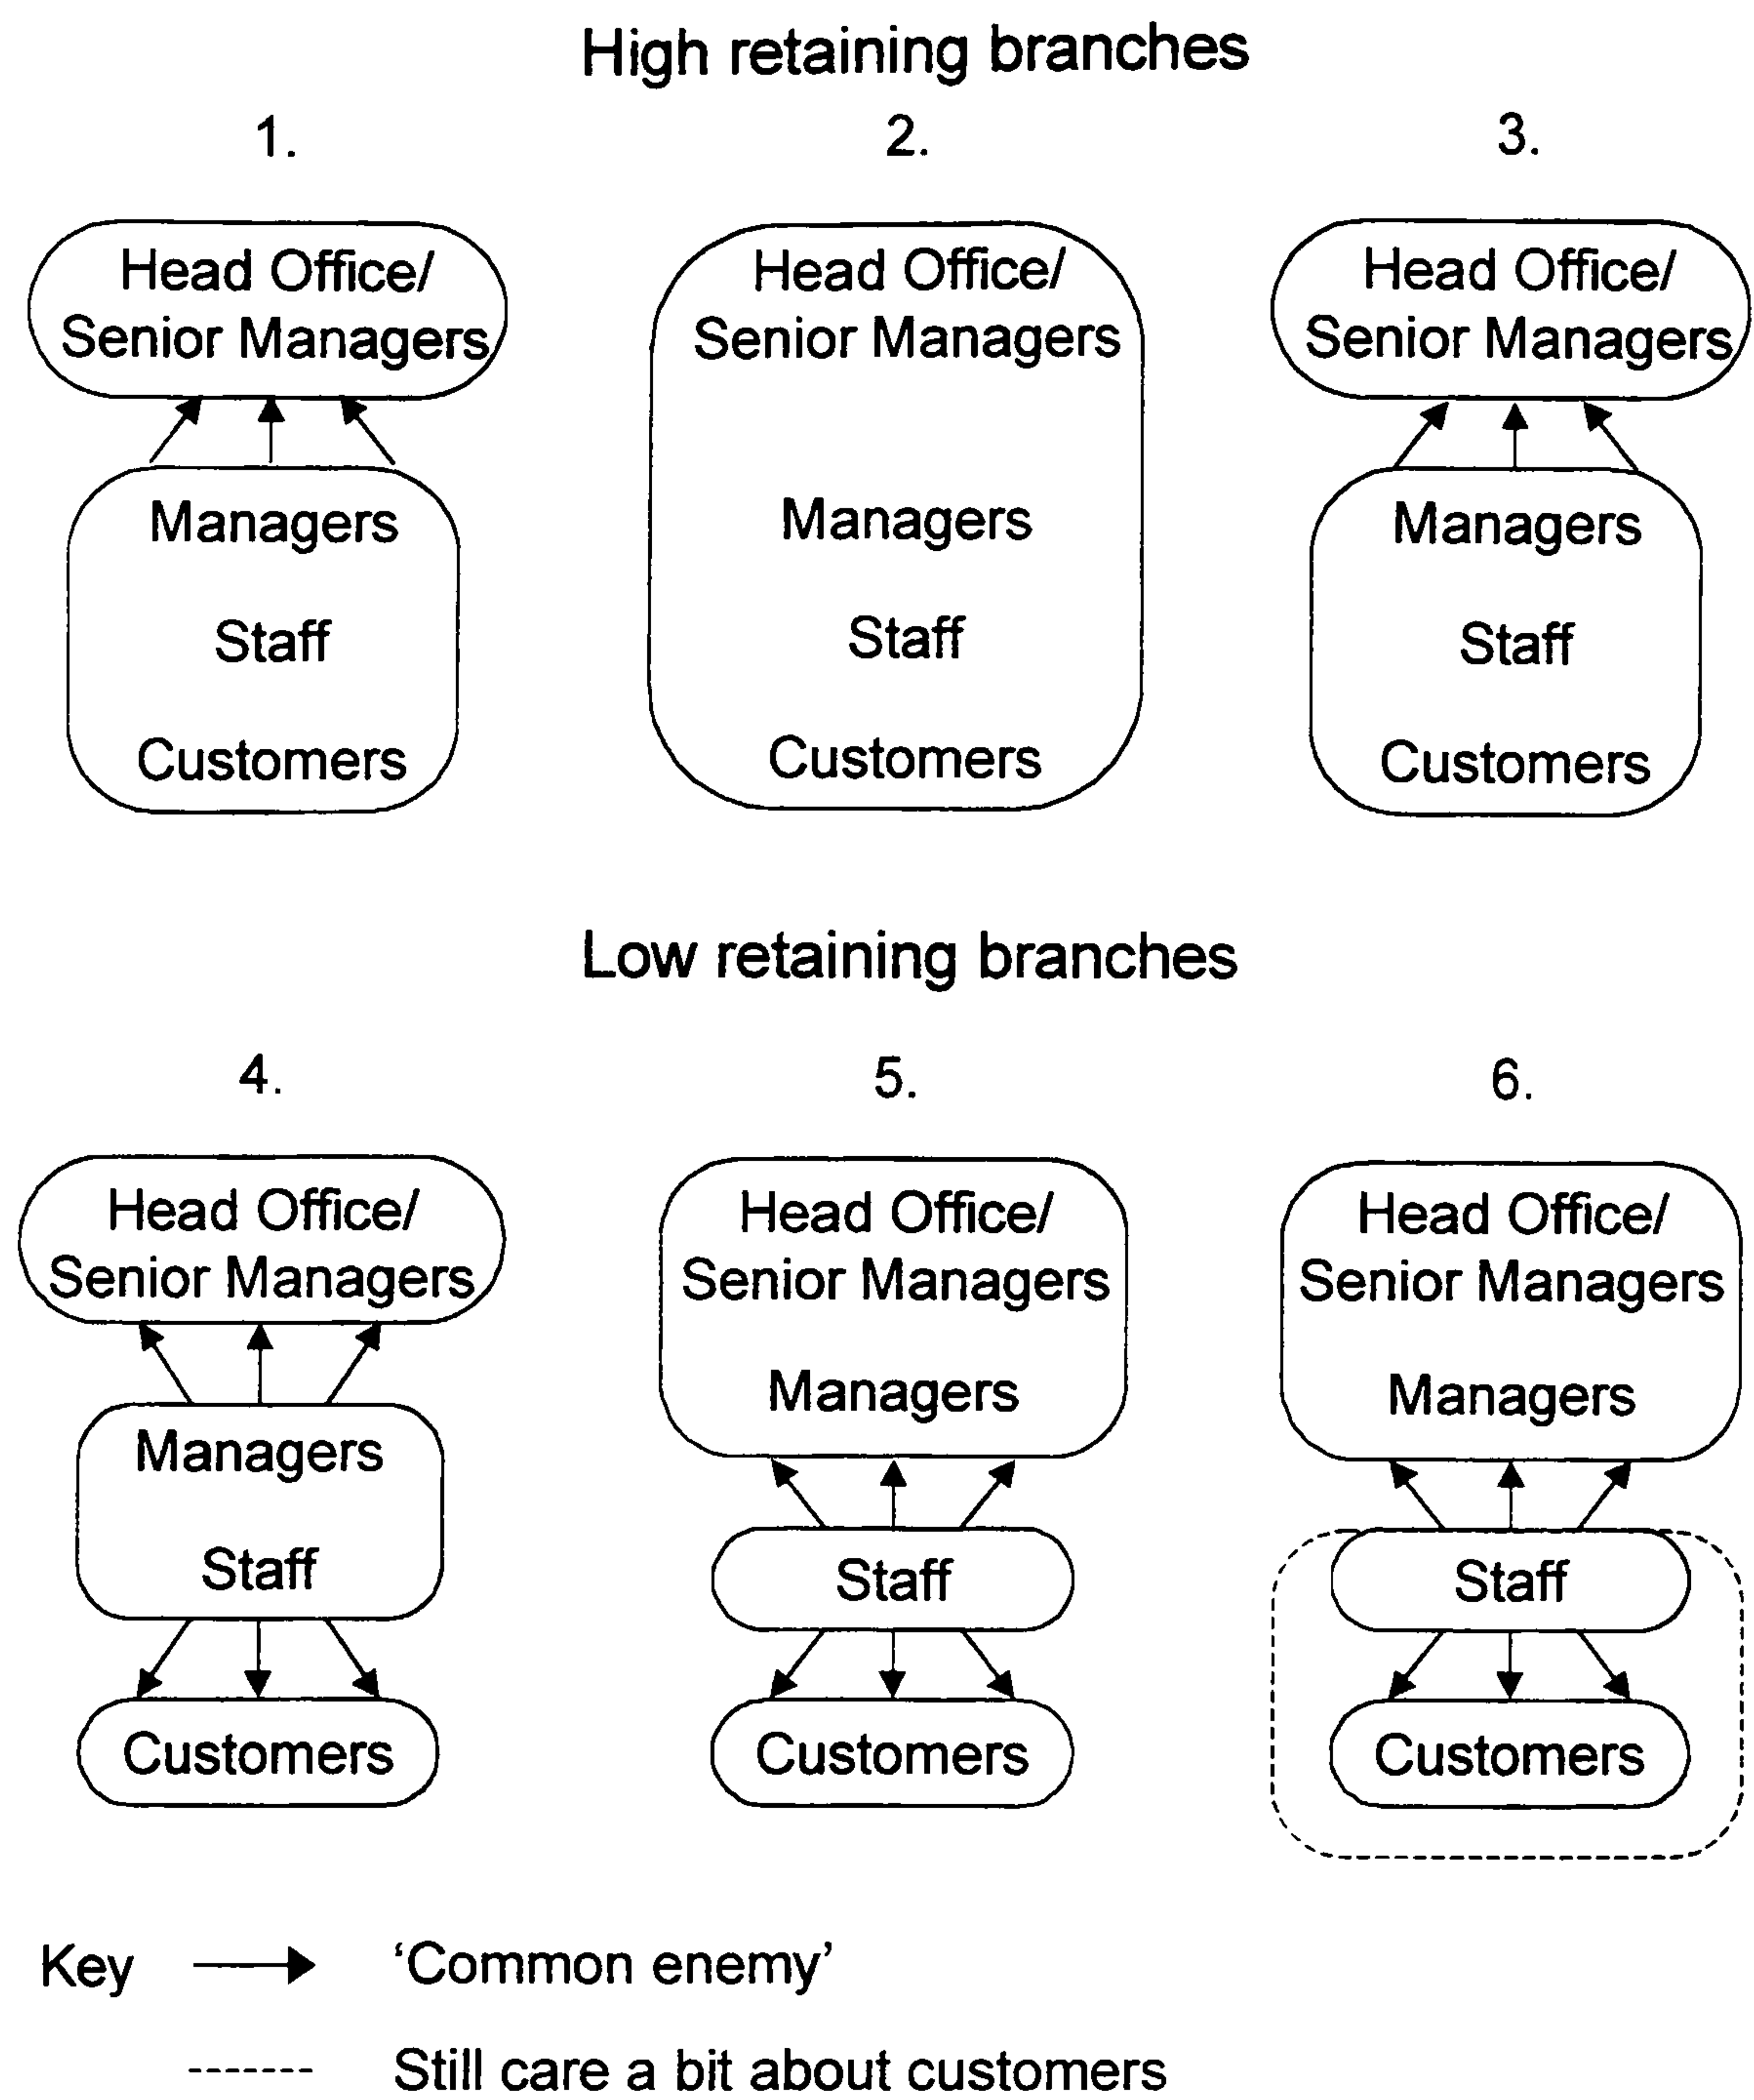 High retaining branches
1.
2.
3.
Head Office/
Senior Managers
Managers
Staff
Customers
Head Office/
Senior Managers
Managers
Staff
Customers
Head Office/
Senior Managers
Managers
Staff
Customers
Low retaining branches
4.
5.
6.
Head Office/
Senior Managers
Managers
Staff
Customers
Head Office/
Senior Managers
Managers
Staff
Customers
Head Office/
Senior Managers
Managers
Staff
Customers
Key
‘Common enemy’
Still care a bit about customers